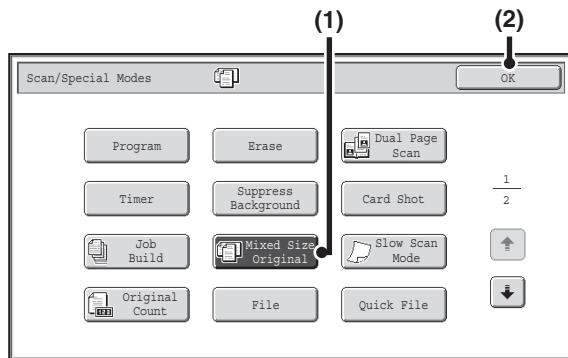 (1) (2)
Scan/Special Modes OK
Program Erase Dual Page
Scan
Timer Suppress
Background Card Shot 1
2
Job
Build Mixed Size
Original Slow Scan
Mode
Original
Count File Quick File
123